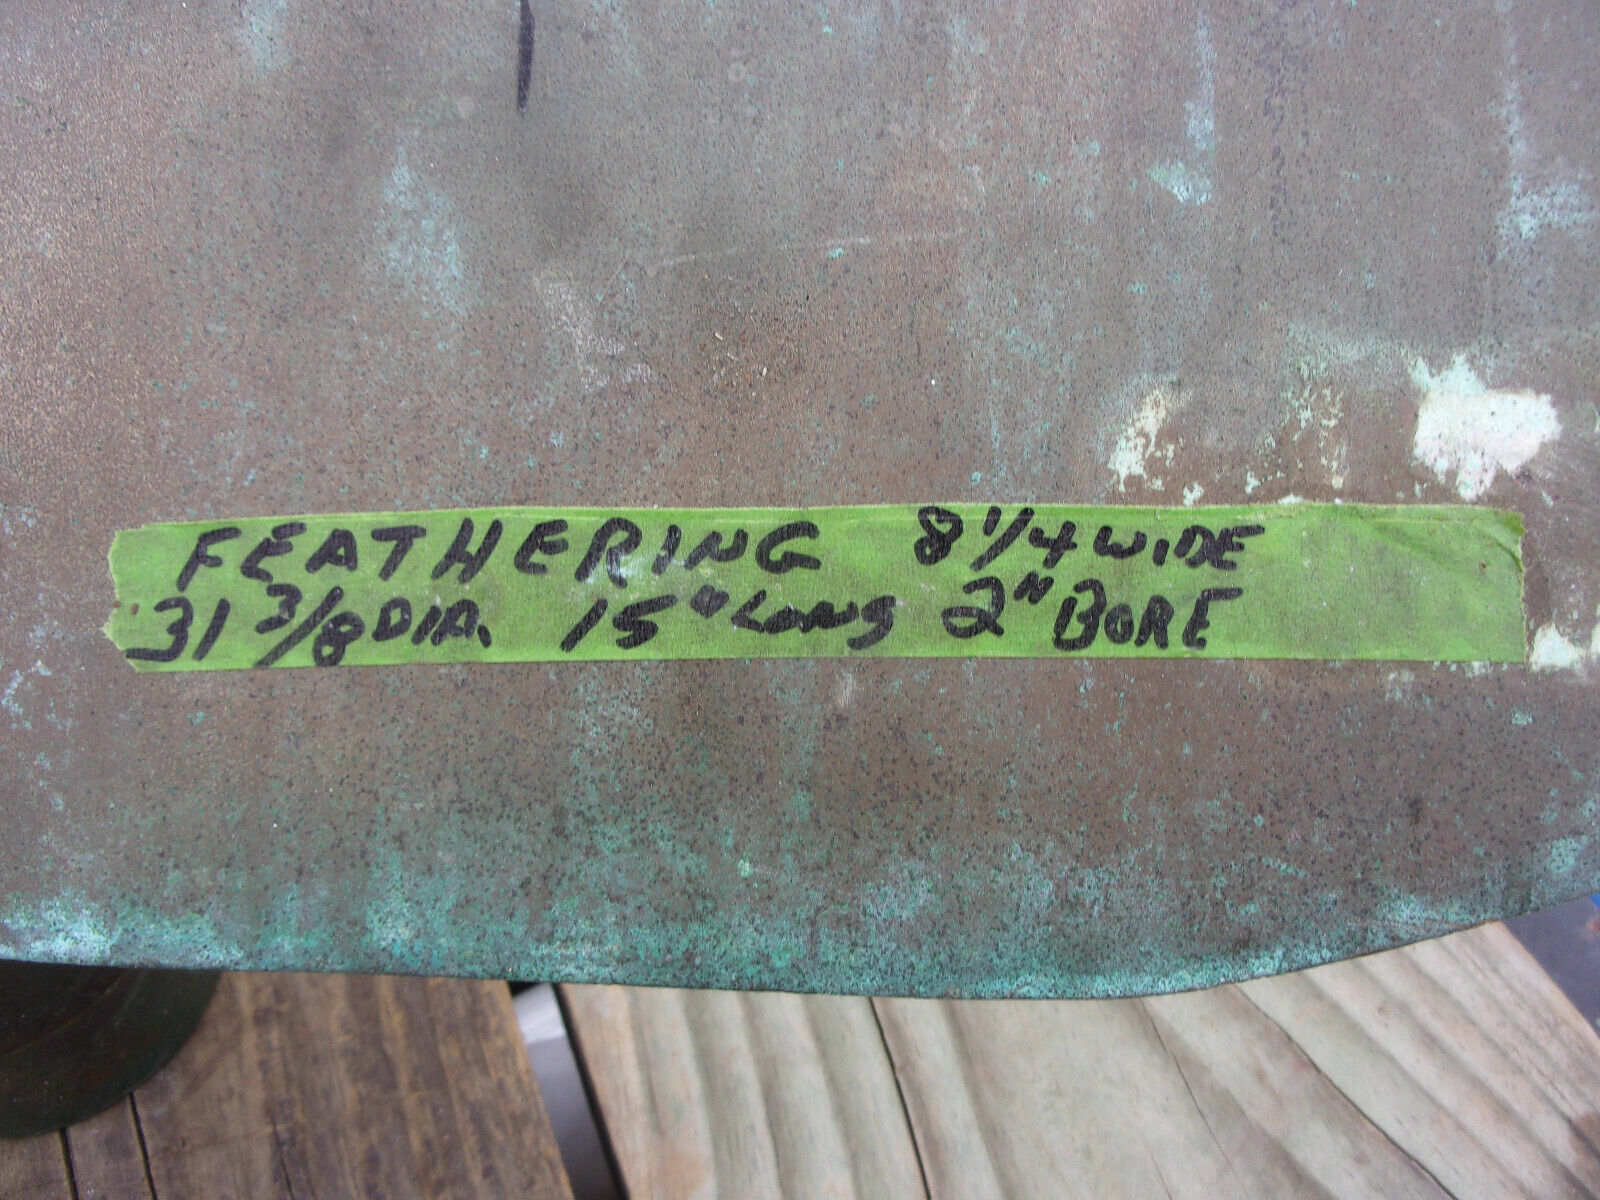 FEATHERING 8 1/4 WIDE
31 3/8 DIA. 15" LONG 2" BORE